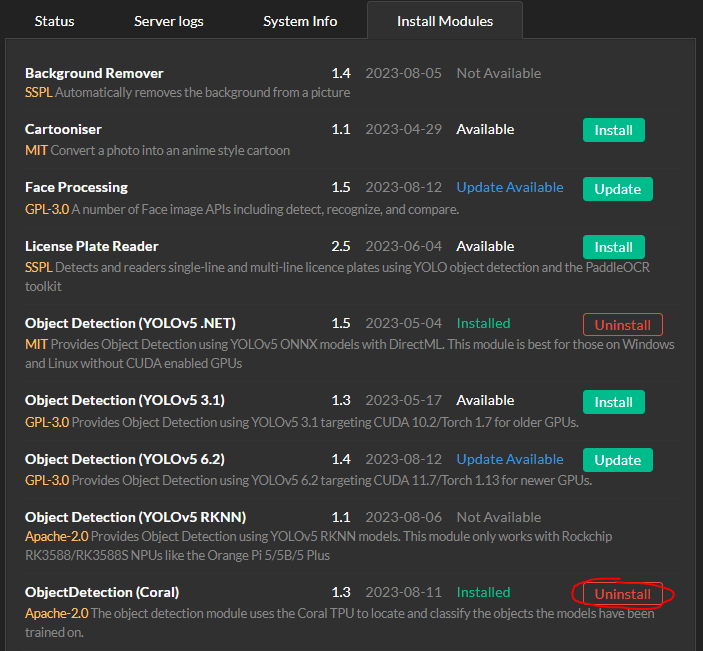 Status Server logs System Info Install Modules
Background Remover 1.4 2023-08-05 Not Available
SSPL Automatically removes the background from a picture
Cartooniser 1.1 2023-04-29 Available Install
MIT Convert a photo into an anime style cartoon
Face Processing 1.5 2023-08-12 Update Available Update
GPL-3.0 A number of Face image APIs including detect, recognize, and compare.
License Plate Reader 2.5 2023-06-04 Available Install
SSPL Detects and readers single-line and multi-line licence plates using YOLO object detection and the PaddleOCR
toolkit
Object Detection (YOLOv5 .NET) 1.5 2023-05-04 Installed Uninstall
MIT Provides Object Detection using YOLOv5 ONNX models with DirectML. This module is best for those on Windows
and Linux without CUDA enabled GPUs
Object Detection (YOLOv5 3.1) 1.3 2023-05-17 Available Install
GPL-3.0 Provides Object Detection using YOLOv5 3.1 targeting CUDA 10.2/Torch 1.7 for older GPUs.
Object Detection (YOLOv5 6.2) 1.4 2023-08-12 Update Available Update
GPL-3.0 Provides Object Detection using YOLOv5 6.2 targeting CUDA 11.7/Torch 1.13 for newer GPUs.
Object Detection (YOLOv5 RKNN) 1.1 2023-08-06 Not Available
Apache-2.0 Provides Object Detection using YOLOv5 RKNN models. This module only works with Rockchip
RK3588/RK3588S NPUs like the Orange Pi 5/5B/5 Plus
ObjectDetection (Coral) 1.3 2023-08-11 Installed Uninstall
Apache-2.0 The object detection module uses the Coral TPU to locate and classify the objects the models have been
trained on.